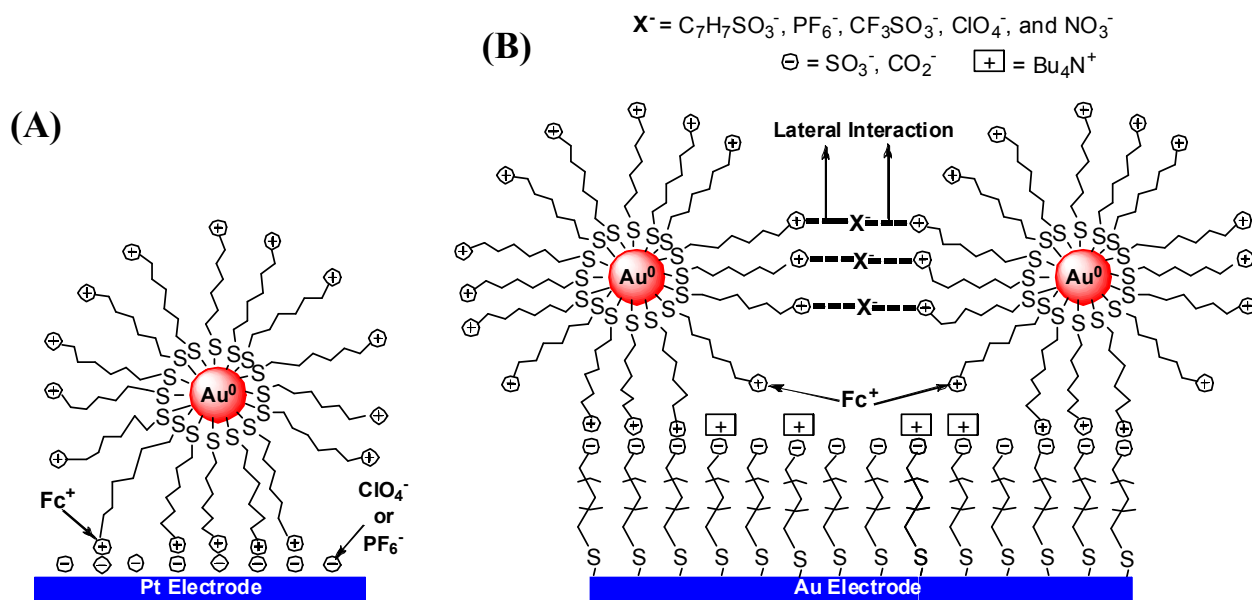 X⁻ = C₇H₇SO₃⁻, PF₆⁻, CF₃SO₃⁻, ClO₄⁻, and NO₃⁻
(B)
⊖ = SO₃⁻, CO₂⁻ [+] = Bu₄N⁺
(A)
Lateral Interaction
X⁻
X⁻
X⁻
Au⁰
Au⁰
Au⁰
Fc⁺
Fc⁺
ClO₄⁻
or
PF₆⁻
Pt Electrode
Au Electrode